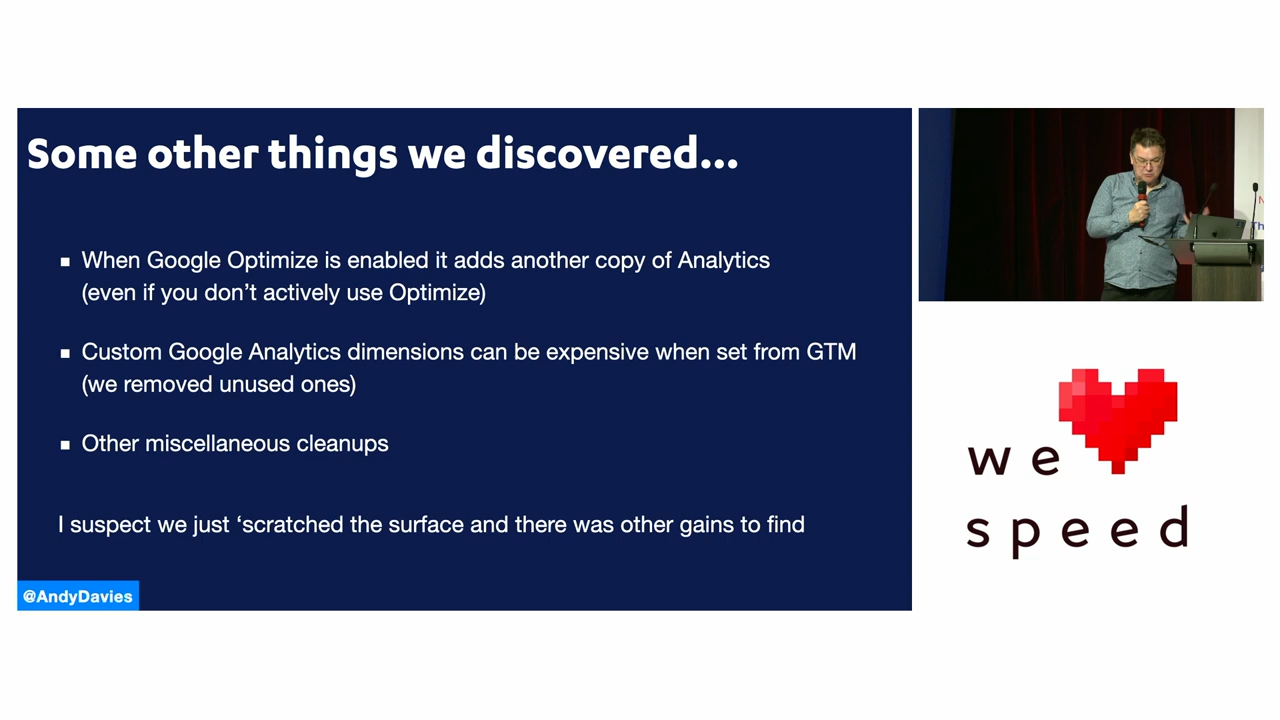 Some other things we discovered...
▪ When Google Optimize is enabled it adds another copy of Analytics
(even if you don’t actively use Optimize)
▪ Custom Google Analytics dimensions can be expensive when set from GTM
(we removed unused ones)
▪ Other miscellaneous cleanups
I suspect we just ‘scratched the surface and there was other gains to find
@AndyDavies
we
speed